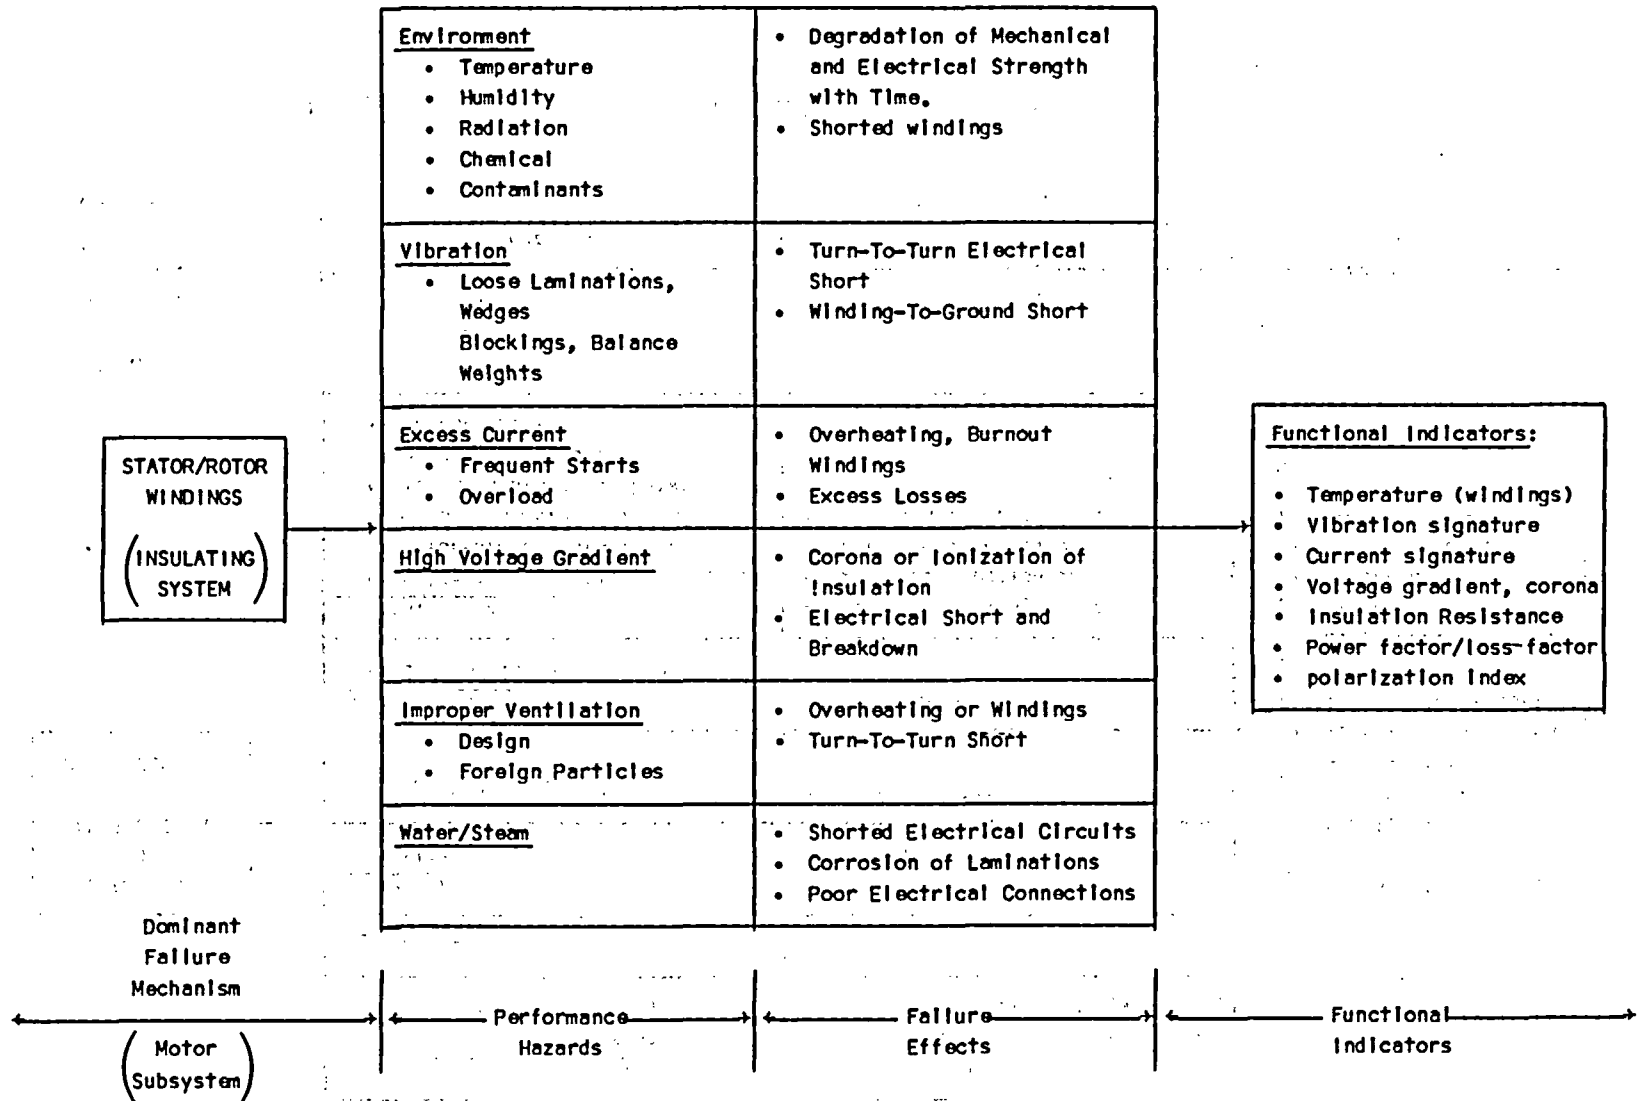 STATOR/ROTOR
WINDINGS
(INSULATING
SYSTEM)
Environment
• Temperature
• Humidity
• Radiation
• Chemical
• Contaminants
• Degradation of Mechanical
and Electrical Strength
with Time.
• Shorted windings
Vibration
• Loose Laminations,
Wedges
Blockings, Balance
Weights
• Turn-To-Turn Electrical
Short
• Winding-To-Ground Short
Excess Current
• Frequent Starts
• Overload
• Overheating, Burnout
Windings
• Excess Losses
High Voltage Gradient
• Corona or Ionization of
Insulation
• Electrical Short and
Breakdown
Improper Ventilation
• Design
• Foreign Particles
• Overheating or Windings
• Turn-To-Turn Short
Water/Steam
• Shorted Electrical Circuits
• Corrosion of Laminations
• Poor Electrical Connections
Functional Indicators:
• Temperature (windings)
• Vibration signature
• Current signature
• Voltage gradient, corona
• Insulation Resistance
• Power factor/loss-factor
• polarization index
Dominant
Failure
Mechanism
(Motor
Subsystem)
Performance
Hazards
Failure
Effects
Functional
Indicators